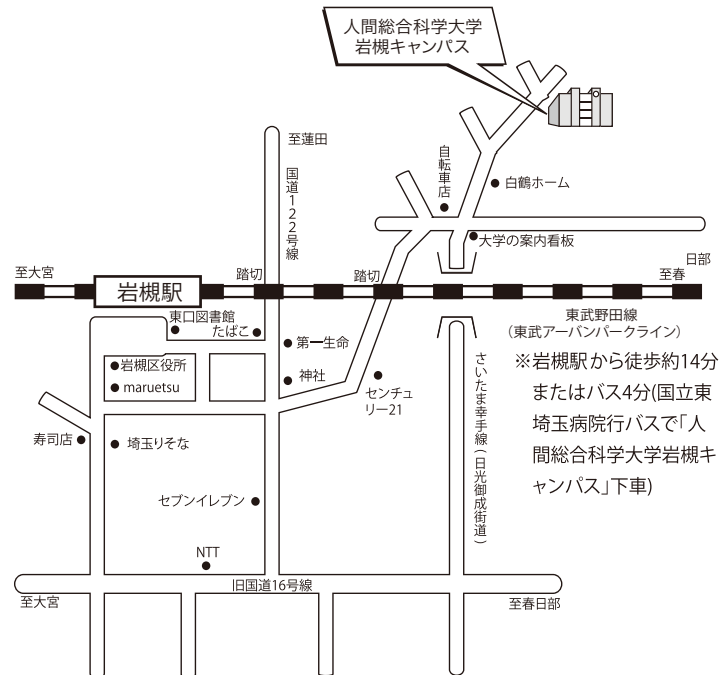 人間総合科学大学
岩槻キャンパス
至蓮田
国道122号線
自転車店
白鶴ホーム
大学の案内看板
日部
至大宮
踏切
踏切
至春
岩槻駅
東武野田線
(東武アーバンパークライン)
東口図書館
たばこ
第一生命
岩槻区役所
maruetsu
神社
センチュ
リー21
さいたま幸手線(日光御成街道)
※岩槻駅から徒歩約14分
またはバス4分(国立東
埼玉病院行バスで「人
間総合科学大学岩槻キ
ャンパス」下車)
寿司店
埼玉りそな
セブンイレブン
NTT
旧国道16号線
至大宮
至春日部